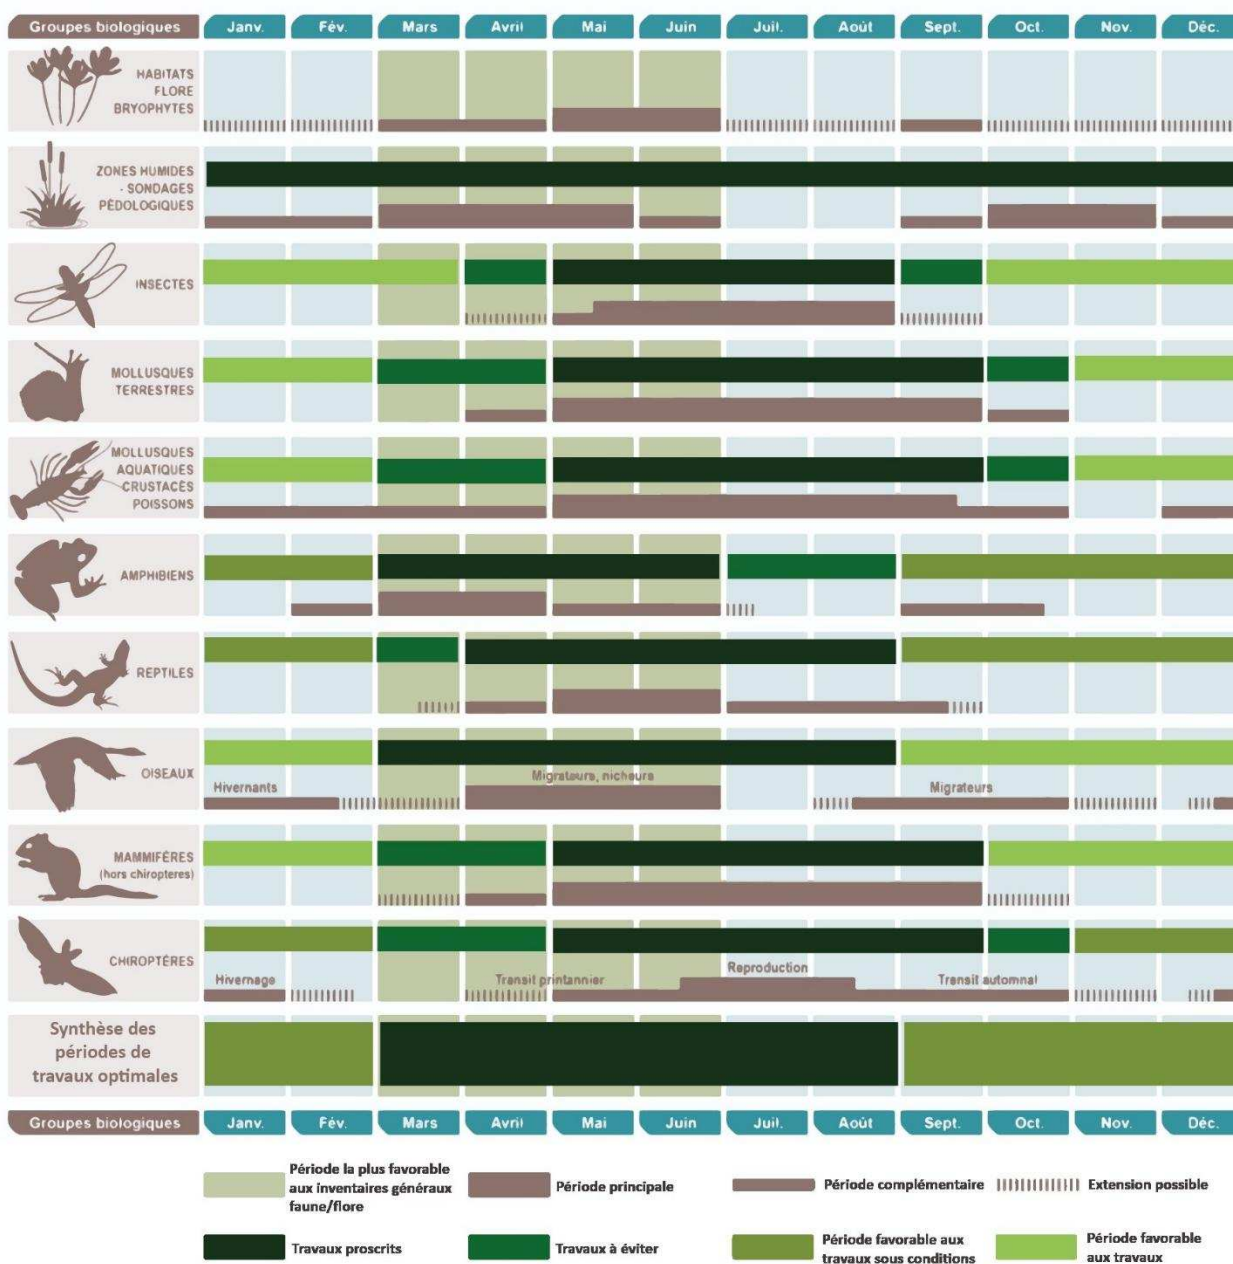 Groupes biologiques Janv. Fév. Mars Avril Mai Juin Juil. Août Sept. Oct. Nov. Déc.
HABITATS
FLORE
BRYOPHYTES
ZONES HUMIDES
- SONDAGES
PÉDOLOGIQUES
INSECTES
MOLLUSQUES
TERRESTRES
MOLLUSQUES
AQUATIQUES
CRUSTACÉS
POISSONS
AMPHIBIENS
REPTILES
OISEAUX
Hivernants Migrateurs, nicheurs Migrateurs
MAMMIFÈRES
(hors chiropteres)
CHIROPTÈRES
Hivernage Transit printannier Reproduction Transit automnal
Synthèse des
périodes de
travaux optimales
Groupes biologiques Janv. Fév. Mars Avril Mai Juin Juil. Août Sept. Oct. Nov. Déc.
Période la plus favorable
aux inventaires généraux
faune/flore
Période principale
Période complémentaire
Extension possible
Travaux proscrits
Travaux à éviter
Période favorable aux
travaux sous conditions
Période favorable
aux travaux